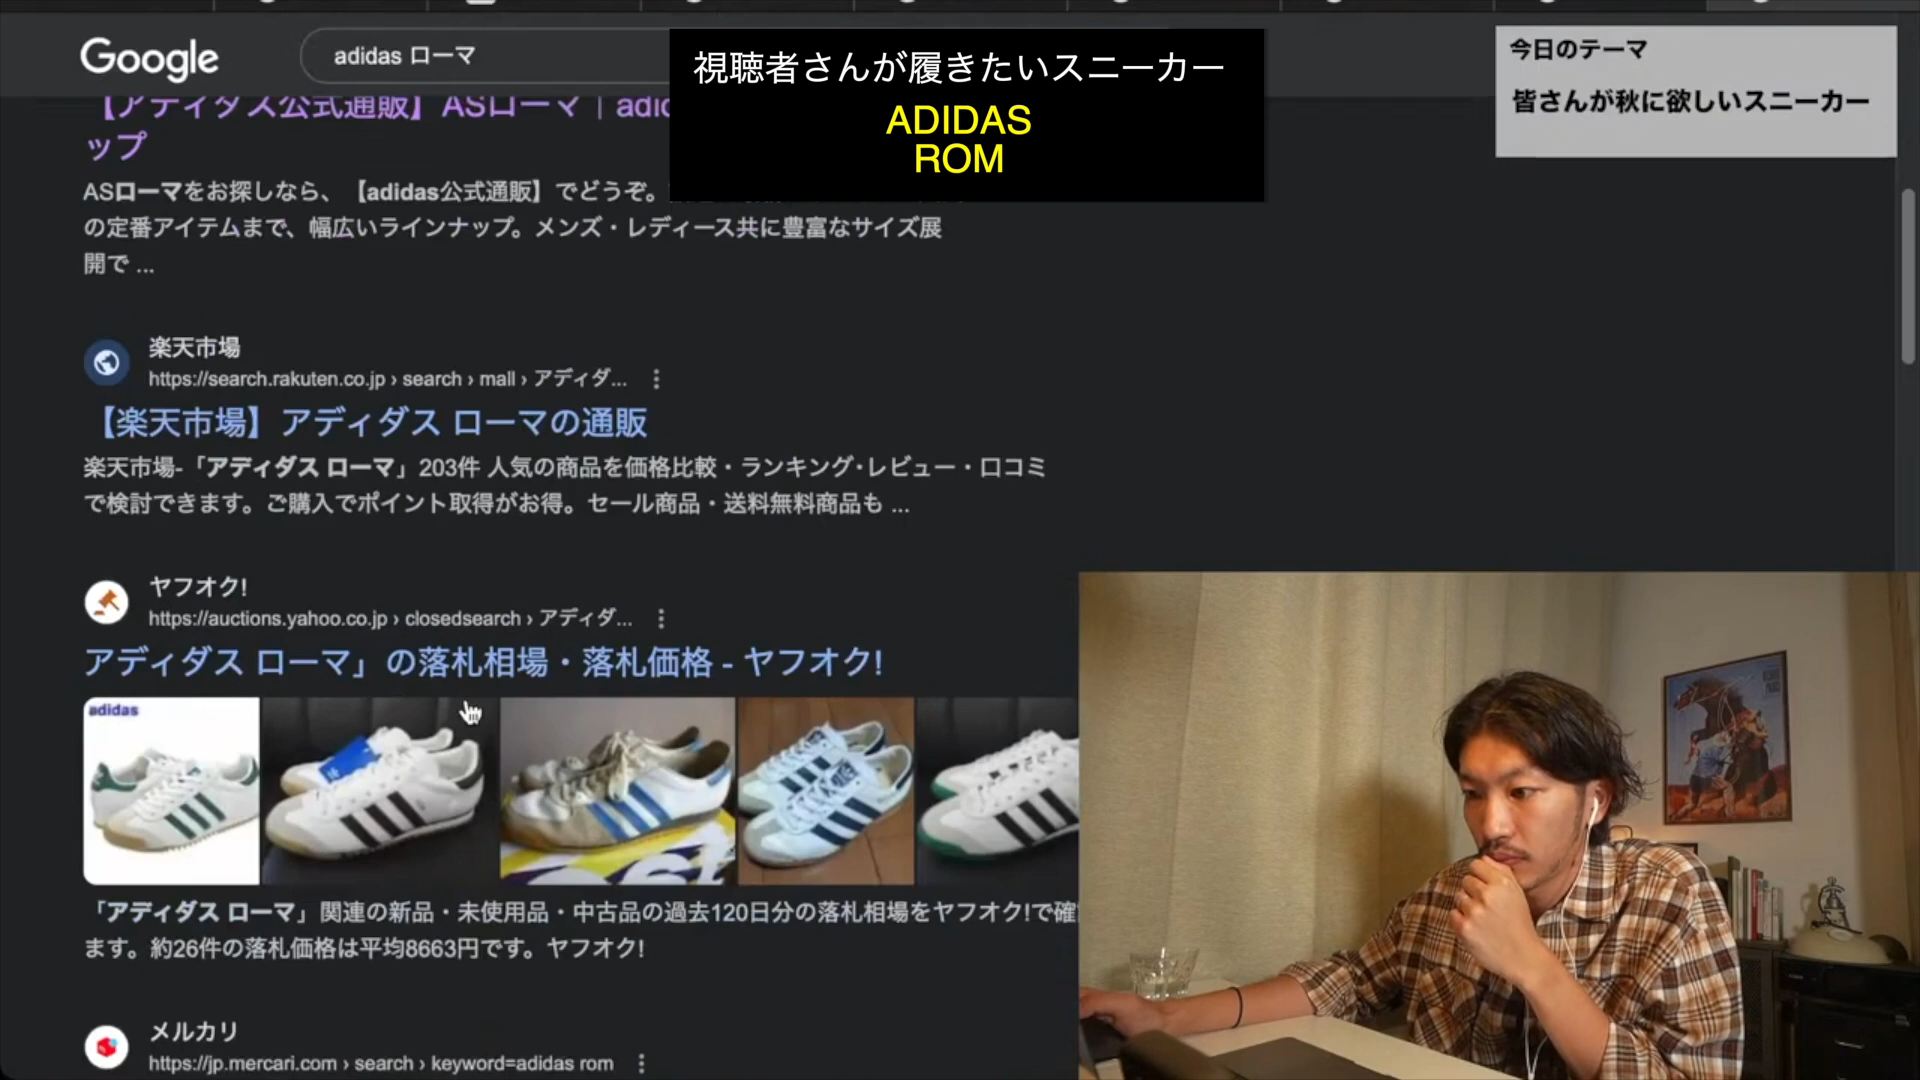 Google
adidas ローマ
視聴者さんが履きたいスニーカー
ADIDAS
ROM
今日のテーマ
皆さんが秋に欲しいスニーカー
【アディダス公式通販】ASローマ｜adid
ップ
ASローマをお探しなら、【adidas公式通販】でどうぞ。
の定番アイテムまで、幅広いラインナップ。メンズ・レディース共に豊富なサイズ展
開で ...
楽天市場
https://search.rakuten.co.jp › search › mall › アディダ...
【楽天市場】アディダス ローマの通販
楽天市場-「アディダス ローマ」203件 人気の商品を価格比較・ランキング･レビュー・口コミ
で検討できます。ご購入でポイント取得がお得。セール商品・送料無料商品も ...
ヤフオク!
https://auctions.yahoo.co.jp › closedsearch › アディダ...
アディダス ローマ」の落札相場・落札価格 - ヤフオク!
adidas
「アディダス ローマ」関連の新品・未使用品・中古品の過去120日分の落札相場をヤフオク!で確
ます。約26件の落札価格は平均8663円です。ヤフオク!
メルカリ
https://jp.mercari.com › search › keyword=adidas rom